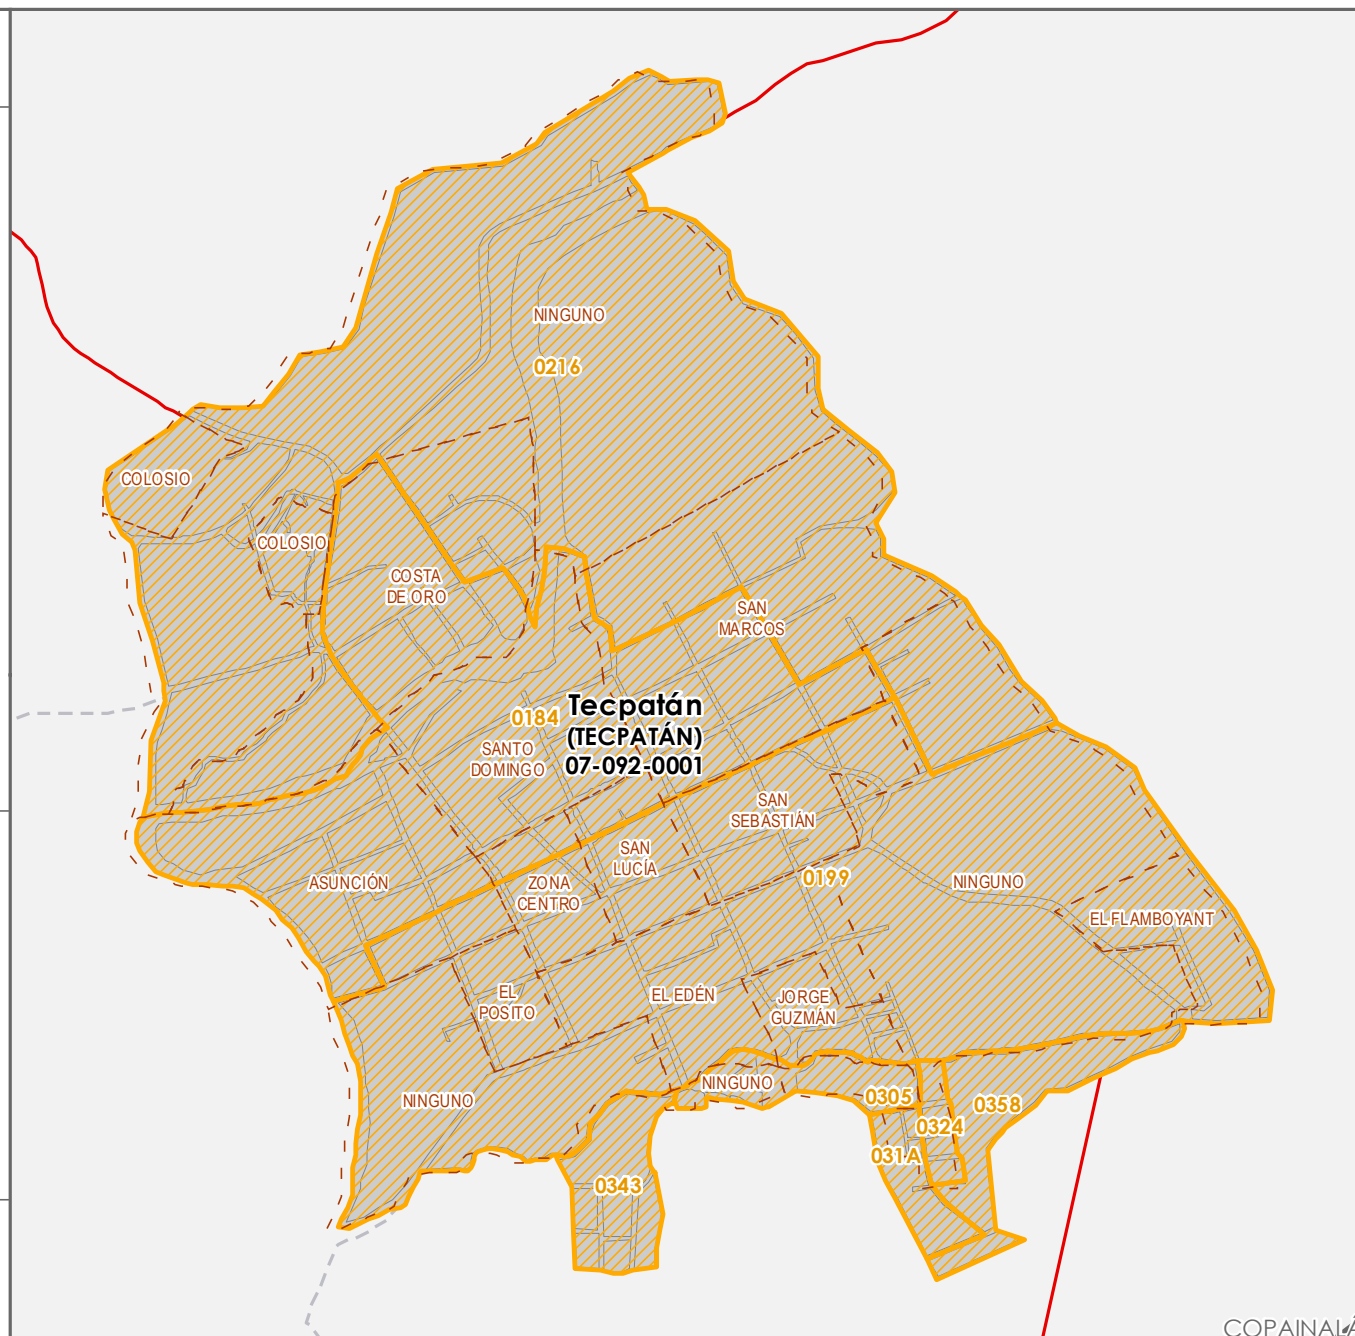 NINGUNO
0216
COLOSIO
COLOSIO
COSTA
DE ORO
SAN
MARCOS
0184
Tecpatán
(TECPATÁN)
07-092-0001
SANTO
DOMINGO
SAN
SEBASTIÁN
SAN
LUCÍA
0199
ASUNCIÓN
ZONA
CENTRO
NINGUNO
EL FLAMBOYANT
EL
POSITO
EL EDÉN
JORGE
GUZMÁN
NINGUNO
NINGUNO
0305
0358
0324
031A
0343
COPAINALÁ